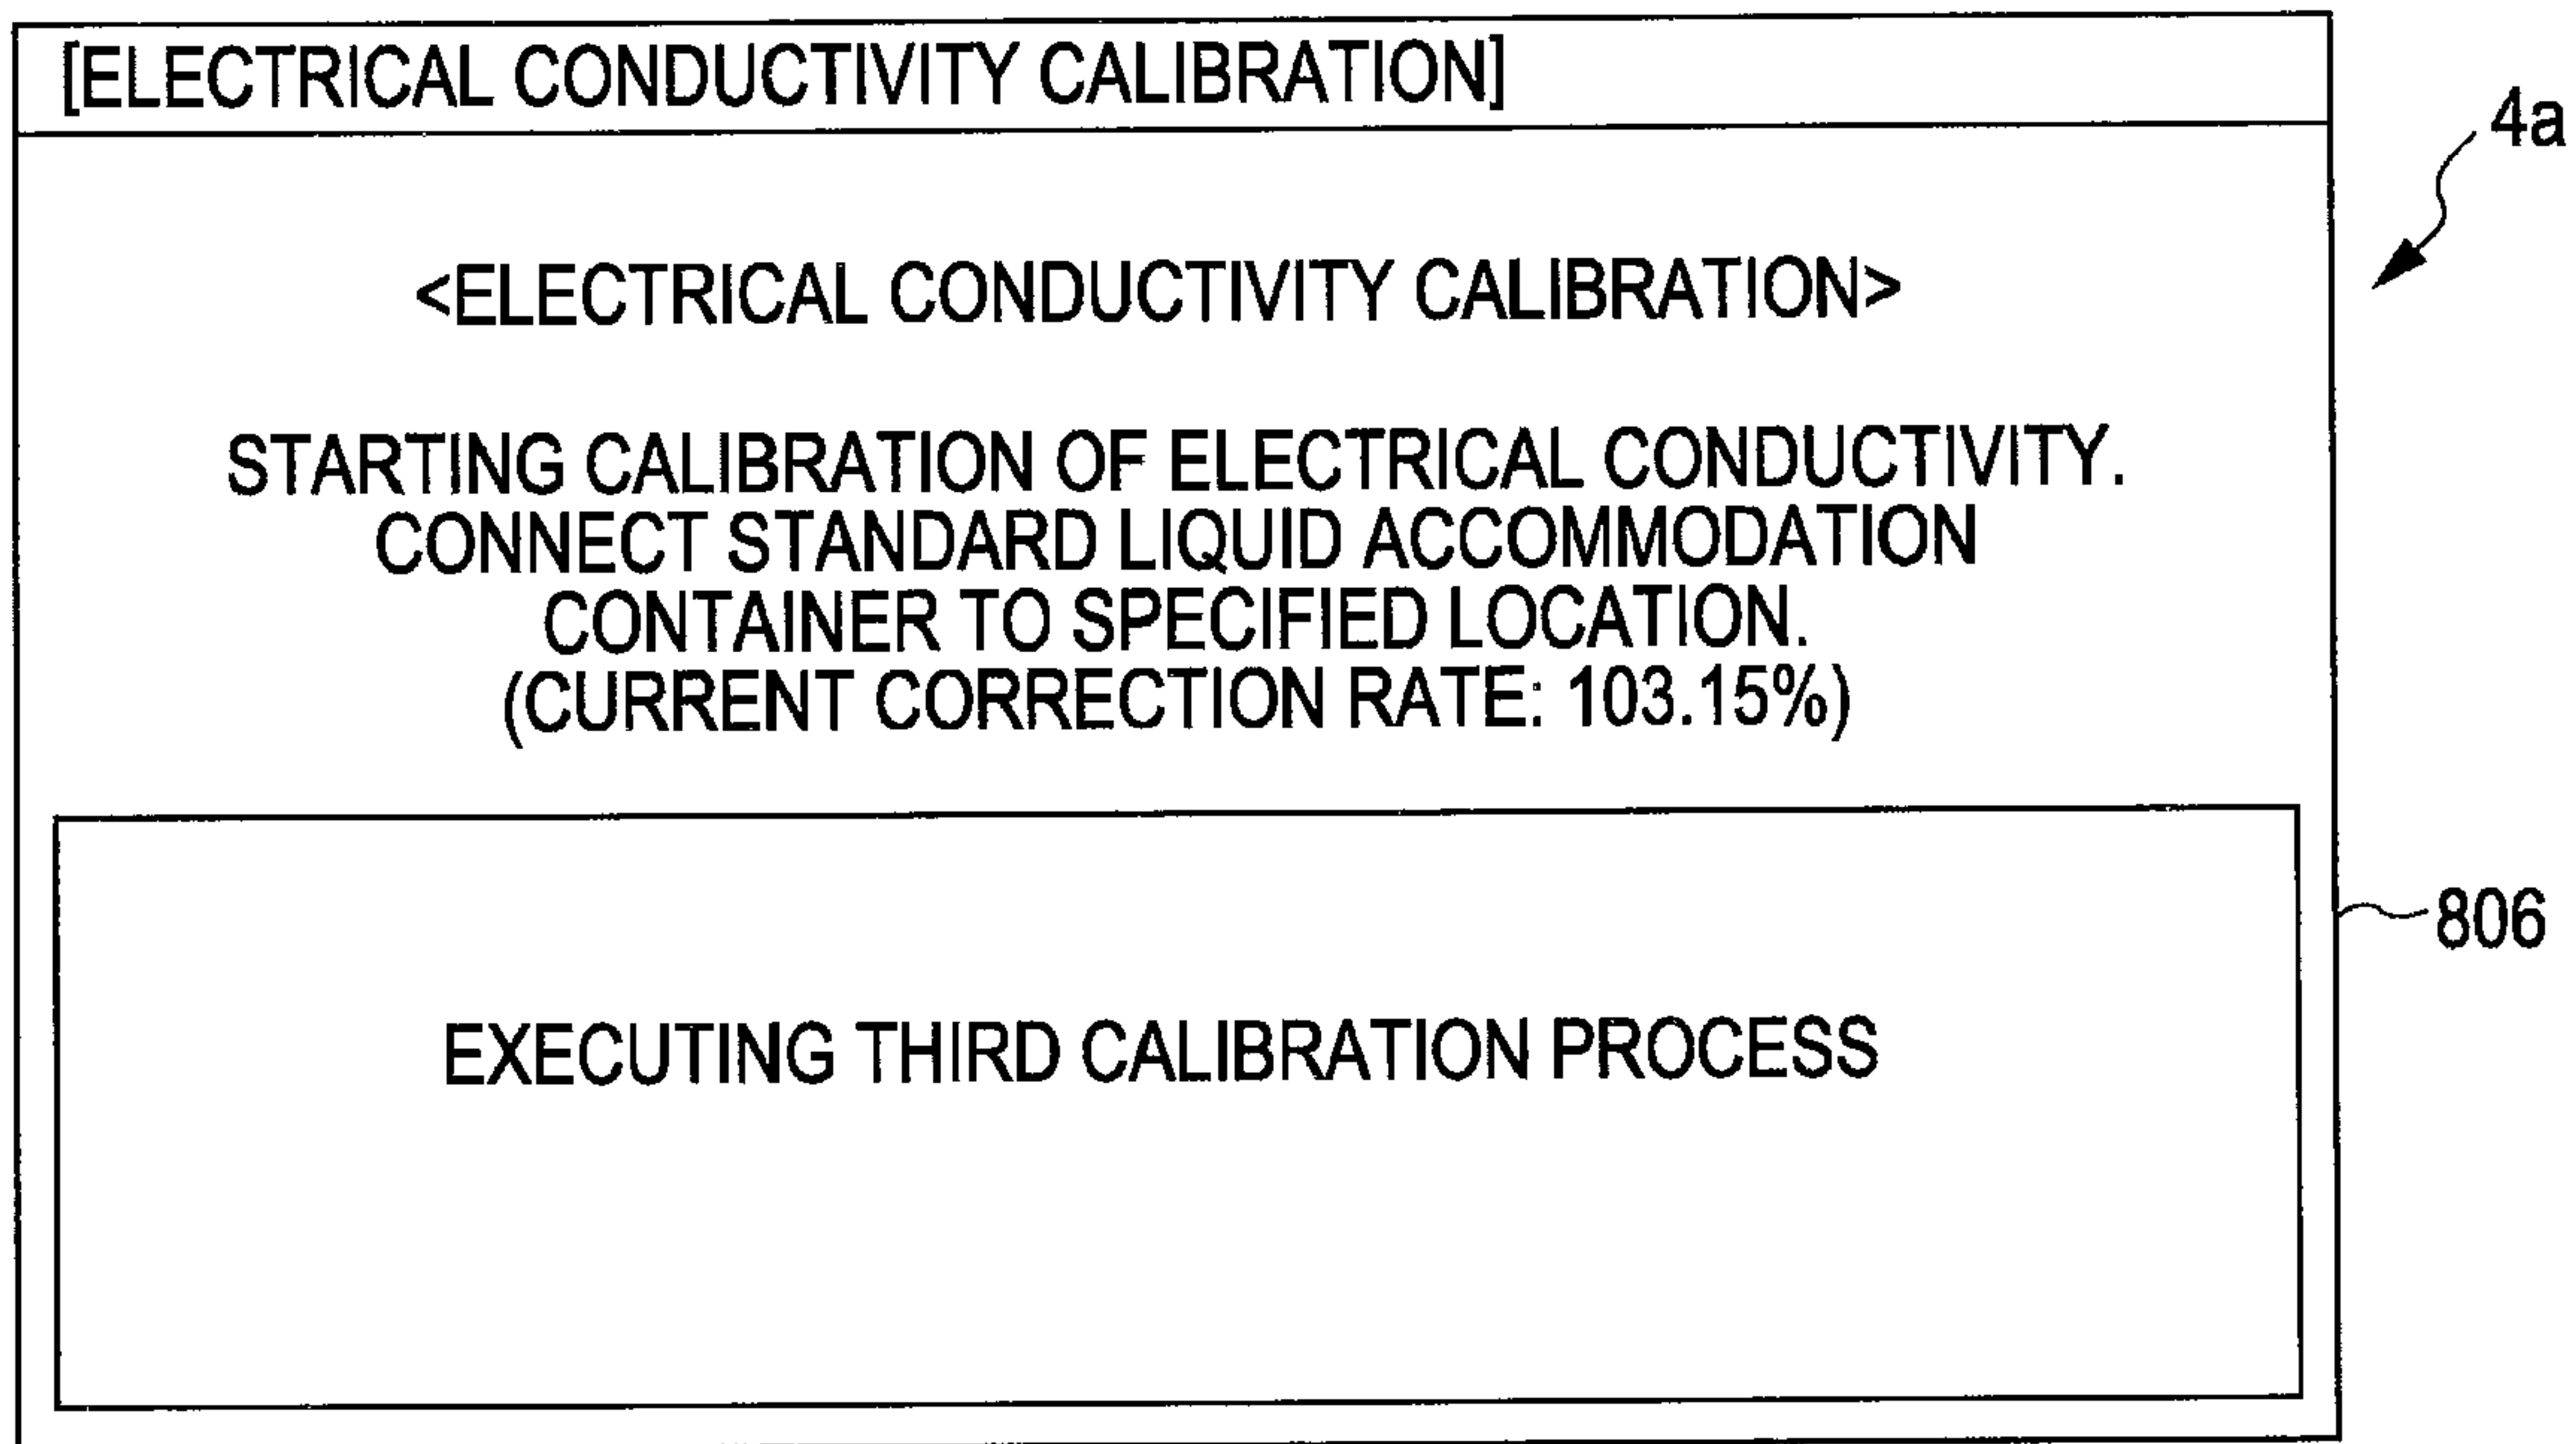 [ELECTRICAL CONDUCTIVITY CALIBRATION]
4a
<ELECTRICAL CONDUCTIVITY CALIBRATION>
STARTING CALIBRATION OF ELECTRICAL CONDUCTIVITY.
CONNECT STANDARD LIQUID ACCOMMODATION
CONTAINER TO SPECIFIED LOCATION.
(CURRENT CORRECTION RATE: 103.15%)
806
EXECUTING THIRD CALIBRATION PROCESS